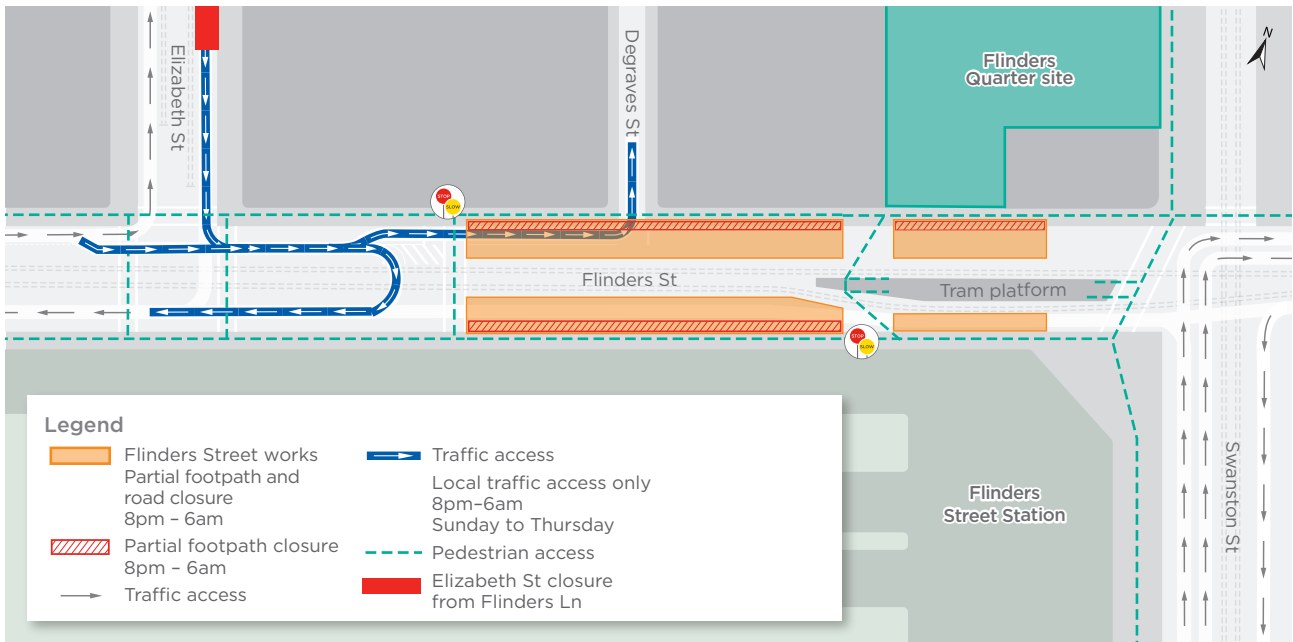 Elizabeth St
Degraves St
Flinders
Quarter site
N
STOP
SLOW
Flinders St
Tram platform
STOP
SLOW
Swanston St
Flinders
Street Station
Legend
Flinders Street works
Partial footpath and
road closure
8pm – 6am
Partial footpath closure
8pm – 6am
Traffic access
Traffic access
Local traffic access only
8pm–6am
Sunday to Thursday
Pedestrian access
Elizabeth St closure
from Flinders Ln